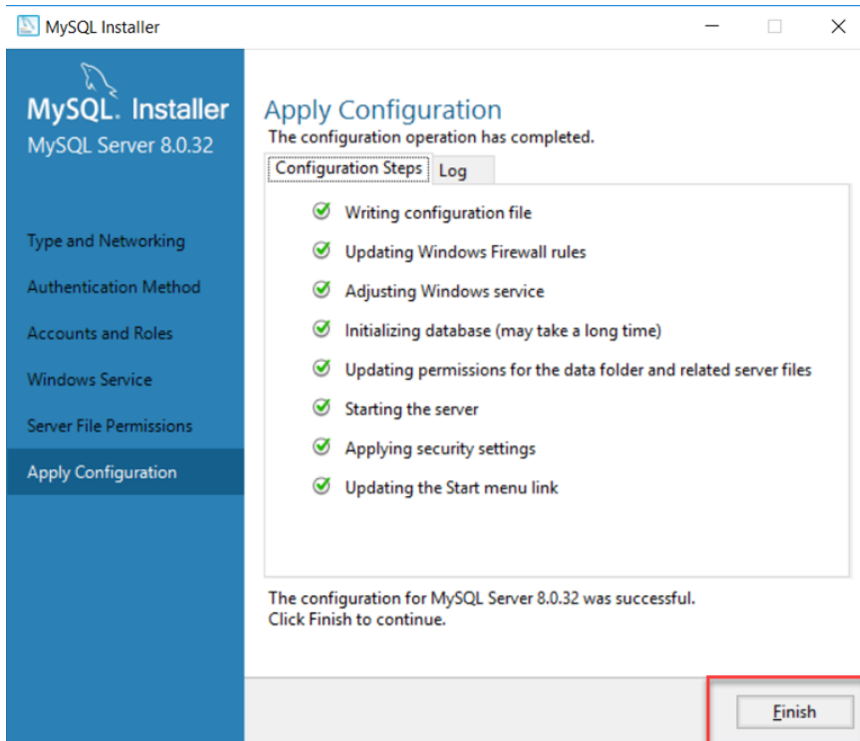 MySQL Installer
MySQL. Installer
MySQL Server 8.0.32
Type and Networking
Authentication Method
Accounts and Roles
Windows Service
Server File Permissions
Apply Configuration
Apply Configuration
The configuration operation has completed.
Configuration Steps Log
Writing configuration file
Updating Windows Firewall rules
Adjusting Windows service
Initializing database (may take a long time)
Updating permissions for the data folder and related server files
Starting the server
Applying security settings
Updating the Start menu link
The configuration for MySQL Server 8.0.32 was successful.
Click Finish to continue.
Finish